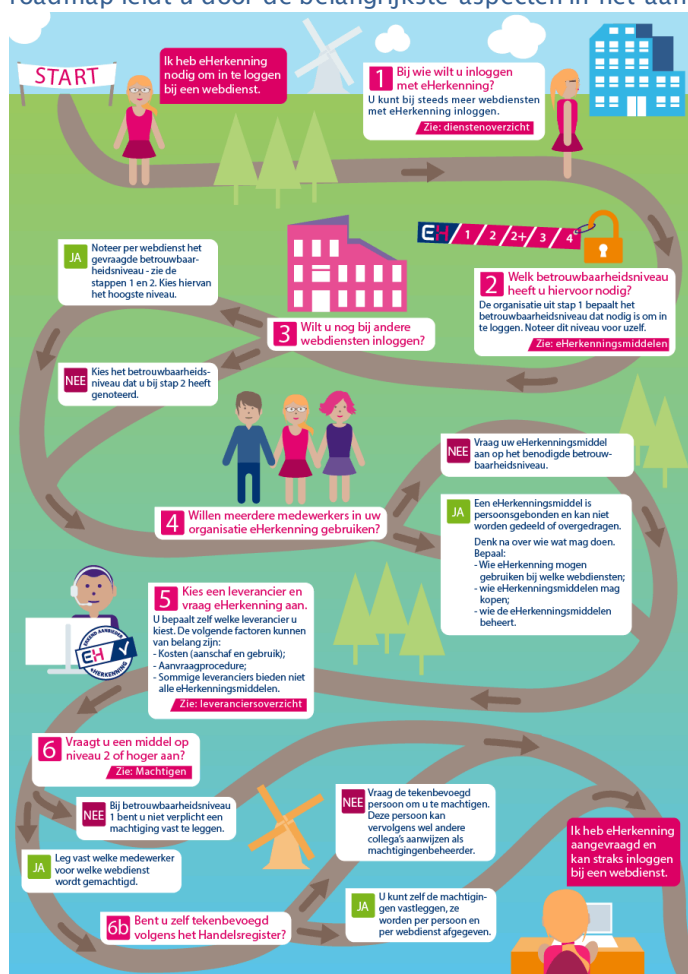 roadmap leidt u door de belangrijkste aspecten in het aan
START
Ik heb eHerkenning
nodig om in te loggen
bij een webdienst.
1 Bij wie wilt u inloggen
met eHerkenning?
U kunt bij steeds meer webdiensten
met eHerkenning inloggen.
Zie: dienstenoverzicht
EH 1 2 2+ 3 4
2 Welk betrouwbaarheidsniveau
heeft u hiervoor nodig?
De organisatie uit stap 1 bepaalt het
betrouwbaarheidsniveau dat nodig is om in
te loggen. Noteer dit niveau voor uzelf.
Zie: eHerkenningsmiddelen
3 Wilt u nog bij andere
webdiensten inloggen?
JA
Noteer per webdienst het
gevraagde betrouwbaar-
heidsniveau - zie de
stappen 1 en 2. Kies hiervan
het hoogste niveau.
NEE
Kies het betrouwbaarheids-
niveau dat u bij stap 2 heeft
genoteerd.
4 Willen meerdere medewerkers in uw
organisatie eHerkenning gebruiken?
NEE
Vraag uw eHerkenningsmiddel
aan op het benodigde betrouw-
baarheidsniveau.
JA
Een eHerkenningsmiddel is
persoonsgebonden en kan niet
worden gedeeld of overgedragen.
Denk na over wie wat mag doen.
Bepaal:
- Wie eHerkenning mogen
gebruiken bij welke webdiensten;
- wie eHerkenningsmiddelen mag
kopen;
- wie de eHerkenningsmiddelen
beheert.
5 Kies een leverancier en
vraag eHerkenning aan.
U bepaalt zelf welke leverancier u
kiest. De volgende factoren kunnen
van belang zijn:
- Kosten (aanschaf en gebruik);
- Aanvraagprocedure;
- Sommige leveranciers bieden niet
alle eHerkenningsmiddelen.
Zie: leveranciersoverzicht
ERKEND AANBIEDER
EH
eHERKENNING
6 Vraagt u een middel op
niveau 2 of hoger aan?
Zie: Machtigen
NEE
Bij betrouwbaarheidsniveau
1 bent u niet verplicht een
machtiging vast te leggen.
JA
Leg vast welke medewerker
voor welke webdienst
wordt gemachtigd.
6b Bent u zelf tekenbevoegd
volgens het Handelsregister?
NEE
Vraag de tekenbevoegd
persoon om u te machtigen.
Deze persoon kan
vervolgens wel andere
collega's aanwijzen als
machtigingenbeheerder.
JA
U kunt zelf de machtigin-
gen vastleggen, ze
worden per persoon en
per webdienst afgegeven.
Ik heb eHerkenning
aangevraagd en
kan straks inloggen
bij een webdienst.